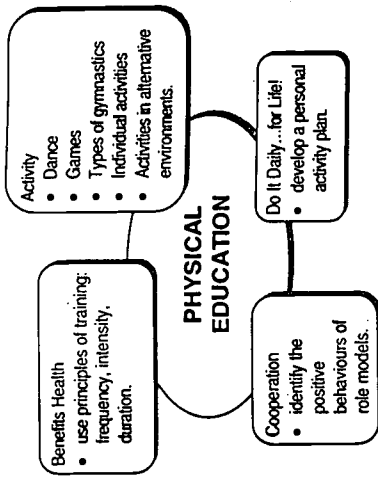 Benefits Health
• use principles of training:
frequency, intensity,
duration.
Activity
• Dance
• Games
• Types of gymnastics
• Individual activities
• Activities in alternative
environments.
PHYSICAL
EDUCATION
Cooperation
• identify the
positive
behaviours of
role models.
Do It Daily...for Life!
• develop a personal
activity plan.